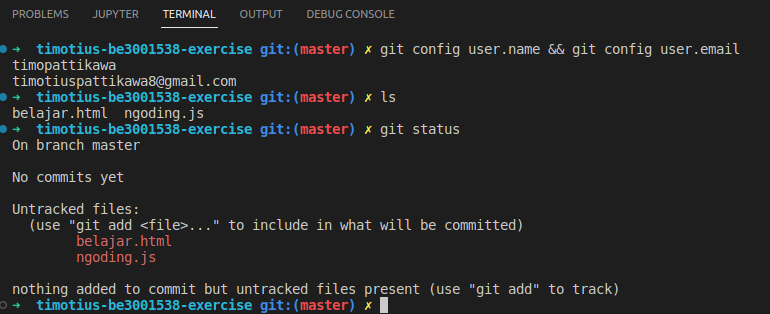 PROBLEMS JUPYTER TERMINAL OUTPUT DEBUG CONSOLE
➜ timotius-be3001538-exercise git:(master) ✗ git config user.name && git config user.email
timopattikawa
timotiuspattikawa8@gmail.com
➜ timotius-be3001538-exercise git:(master) ✗ ls
belajar.html ngoding.js
➜ timotius-be3001538-exercise git:(master) ✗ git status
On branch master
No commits yet
Untracked files:
(use "git add <file>..." to include in what will be committed)
belajar.html
ngoding.js
nothing added to commit but untracked files present (use "git add" to track)
➜ timotius-be3001538-exercise git:(master) ✗